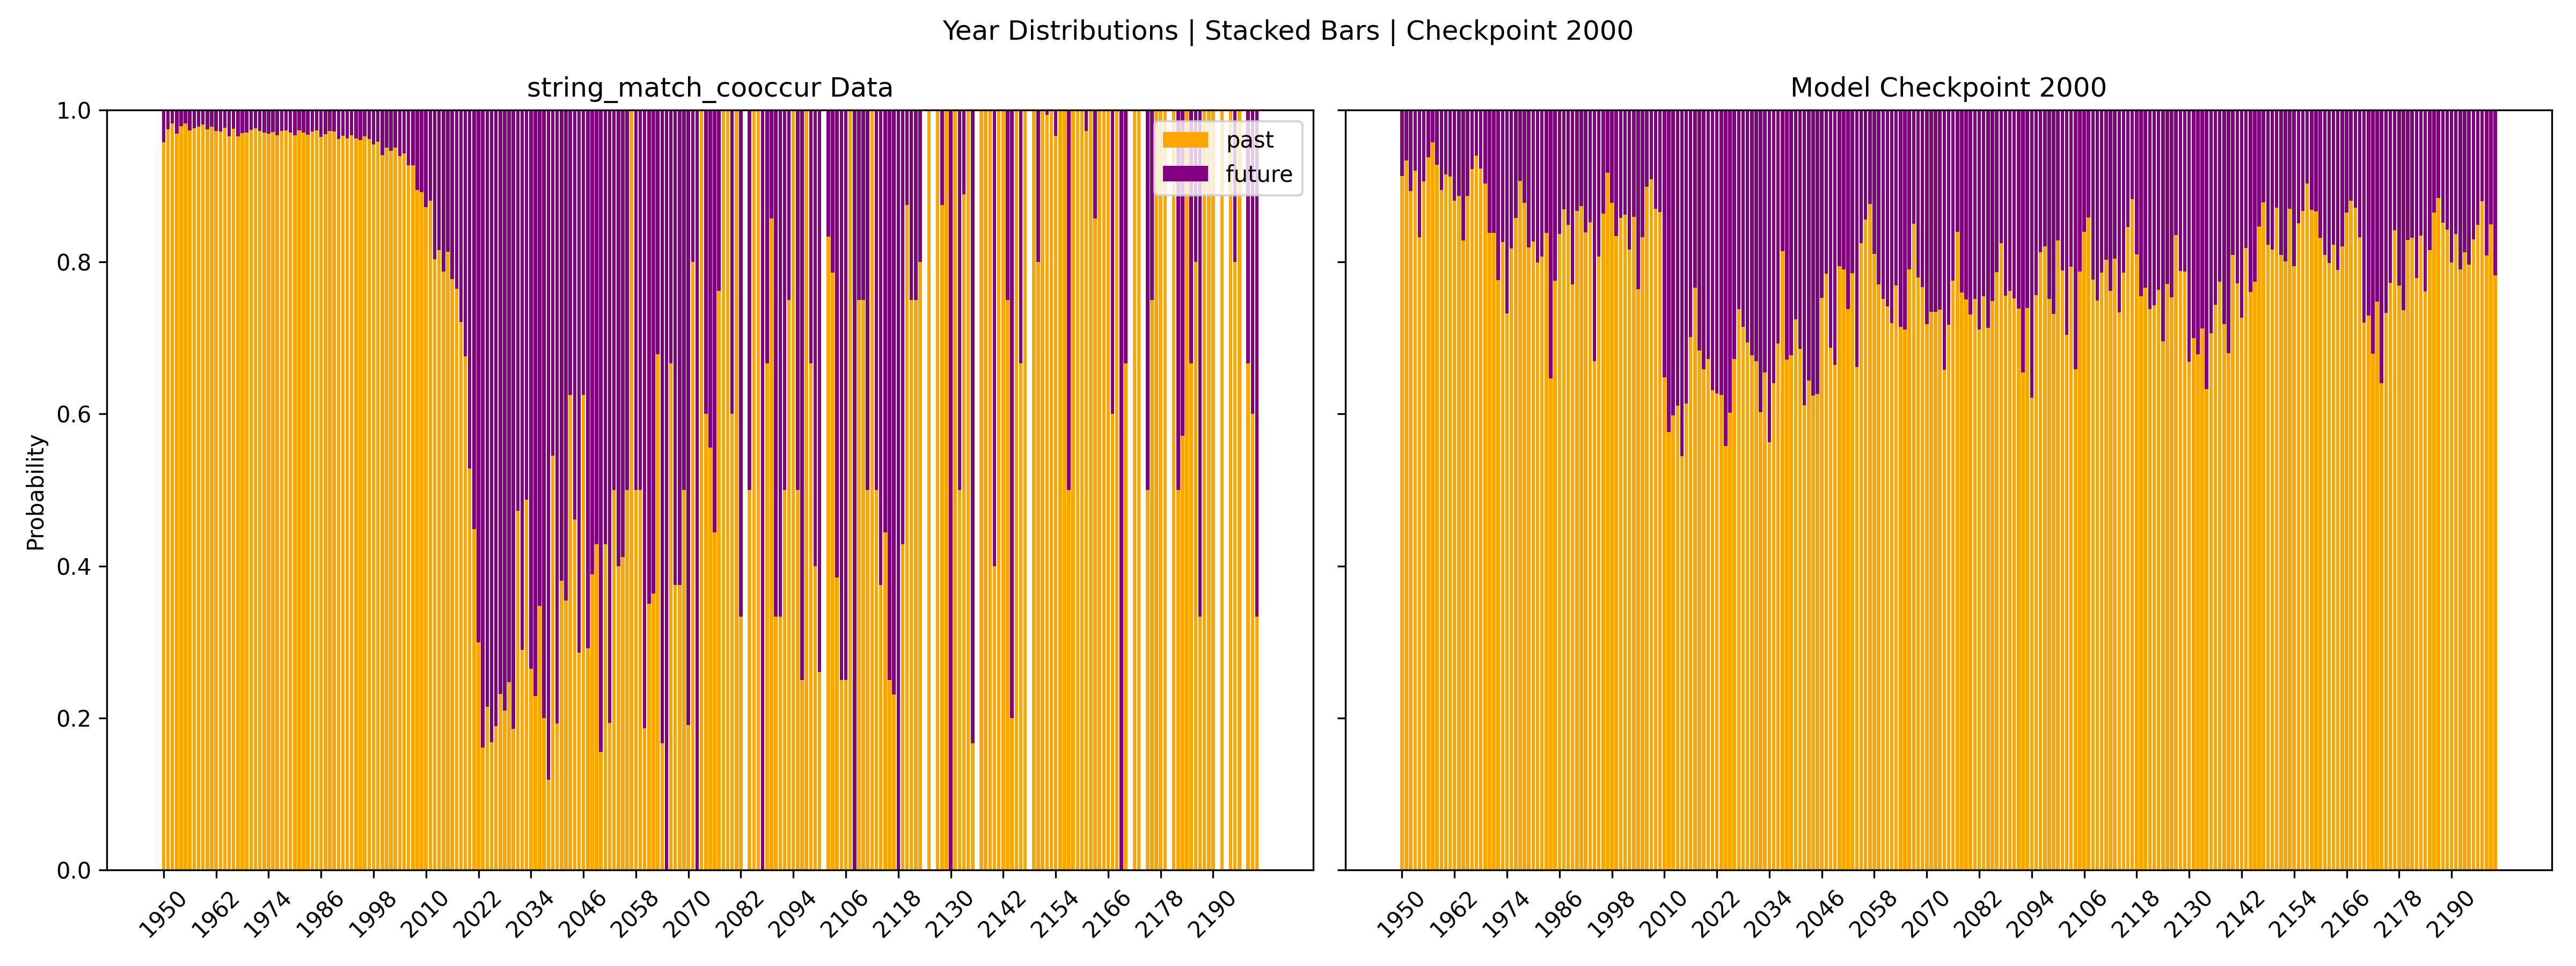 Year Distributions | Stacked Bars | Checkpoint 2000
string_match_cooccur Data
Probability
1.0
0.8
0.6
0.4
0.2
0.0
past
future
1950 1962 1974 1986 1998 2010 2022 2034 2046 2058 2070 2082 2094 2106 2118 2130 2142 2154 2166 2178 2190
Model Checkpoint 2000
1950 1962 1974 1986 1998 2010 2022 2034 2046 2058 2070 2082 2094 2106 2118 2130 2142 2154 2166 2178 2190